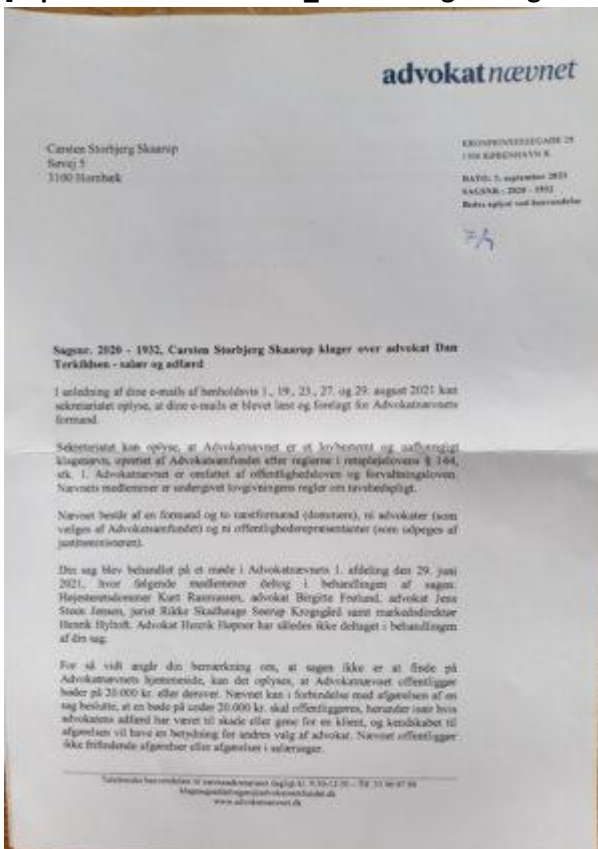 advokatnævnet
Carsten Storbjerg Skaarup
Søvej 5
3100 Hornbæk
KRONPRINSESSEGADE 28
1306 KØBENHAVN K
DATO: 3. september 2021
SAGSNR.: 2020 - 1932
Bedes oplyst ved henvendelse
Sagsnr. 2020 - 1932, Carsten Storbjerg Skaarup klager over advokat Dan
Terkildsen - salær og adfærd
I anledning af dine e-mails af henholdsvis 1., 19., 23., 27. og 29. august 2021 kan
sekretariatet oplyse, at dine e-mails er blevet læst og forelagt for Advokatnævnets
formand.
Sekretariatet kan oplyse, at Advokatnævnet er et lovbestemt og uafhængigt
klagenævn, oprettet af Advokatsamfundet efter reglerne i retsplejelovens § 144,
stk. 1. Advokatnævnet er omfattet af offentlighedsloven og forvaltningsloven.
Nævnets medlemmer er undergivet lovgivningens regler om tavshedspligt.
Nævnet består af en formand og to næstformænd (dommere), ni advokater (som
vælges af Advokatsamfundet) og ni offentlighedsrepræsentanter (som udpeges af
justitsministeren).
Din sag blev behandlet på et møde i Advokatnævnets 1. afdeling den 29. juni
2021, hvor følgende medlemmer deltog i behandlingen af sagen:
Højesteretsdommer Kurt Rasmussen, advokat Birgitte Frølund, advokat Jens
Steen Jensen, jurist Rikke Skadhauge Seerup Krogsgård samt markedsdirektør
Henrik Hyltoft. Advokat Henrik Høpner har således ikke deltaget i behandlingen
af din sag.
For så vidt angår din bemærkning om, at sagen ikke er at finde på
Advokatnævnets hjemmeside, kan det oplyses, at Advokatnævnet offentliggør
bøder på 20.000 kr. eller derover. Nævnet kan i forbindelse med afgørelsen af en
sag beslutte, at en bøde på under 20.000 kr. skal offentliggøres, herunder især hvis
advokatens adfærd har været til skade eller gene for en klient, og kendskabet til
afgørelsen vil have en betydning for andres valg af advokat. Nævnet offentliggør
ikke frifindende afgørelser eller afgørelser i salærsager.
www.advokatnaevnet.dk